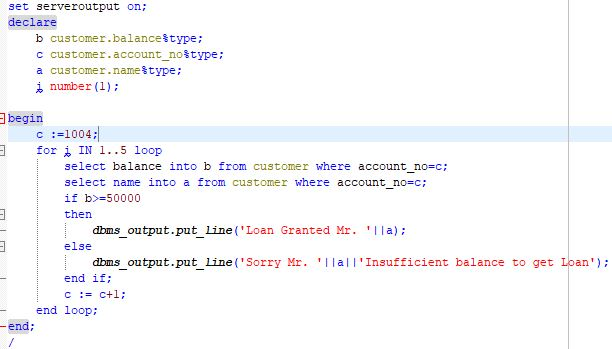 set serveroutput on;
declare
    b customer.balance%type;
    c customer.account_no%type;
    a customer.name%type;
    i number(1);

begin
    c :=1004;
    for i IN 1..5 loop
        select balance into b from customer where account_no=c;
        select name into a from customer where account_no=c;
        if b>=50000
        then
            dbms_output.put_line('Loan Granted Mr. '||a);
        else
            dbms_output.put_line('Sorry Mr. '||a||'Insufficient balance to get Loan');
        end if;
        c := c+1;
    end loop;
end;
/